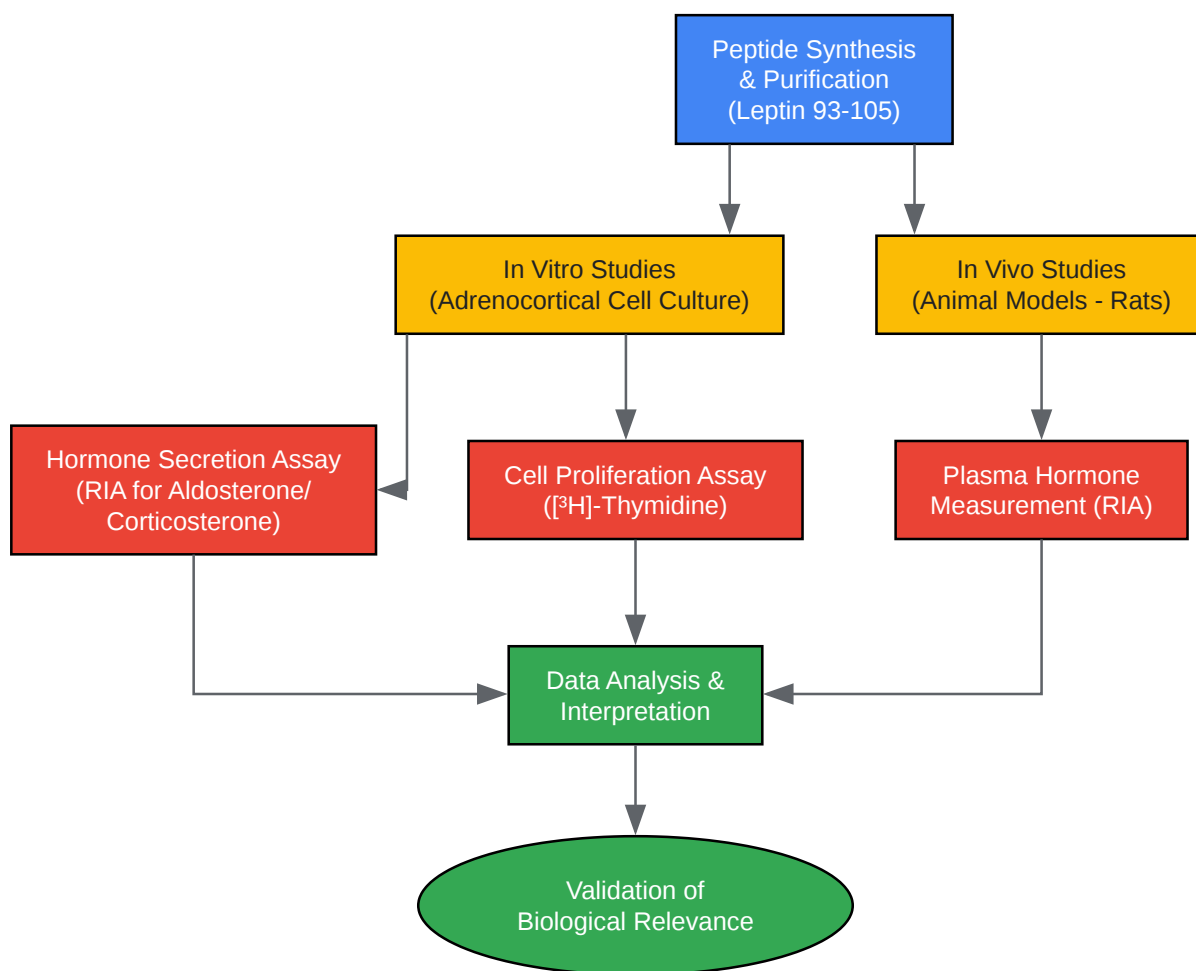 Peptide Synthesis
& Purification
(Leptin 93-105)
In Vitro Studies
(Adrenocortical Cell Culture)
In Vivo Studies
(Animal Models - Rats)
Hormone Secretion Assay
(RIA for Aldosterone/
Corticosterone)
Cell Proliferation Assay
([³H]-Thymidine)
Plasma Hormone
Measurement (RIA)
Data Analysis &
Interpretation
Validation of
Biological Relevance